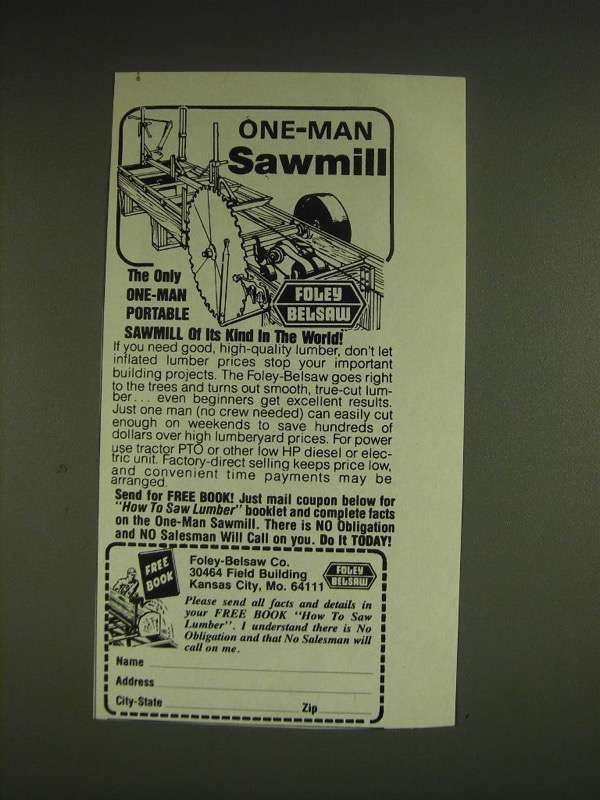 ONE-MAN
Sawmill
The Only
ONE-MAN
PORTABLE
SAWMILL Of Its Kind In The World!
FOLEY
BELSAW
If you need good, high-quality lumber, don't let
inflated lumber prices stop your important
building projects. The Foley-Belsaw goes right
to the trees and turns out smooth, true-cut lum-
ber... even beginners get excellent results.
Just one man (no crew needed) can easily cut
enough on weekends to save hundreds of
dollars over high lumberyard prices. For power
use tractor PTO or other low HP diesel or elec-
tric unit. Factory-direct selling keeps price low,
and convenient time payments may be
arranged.
Send for FREE BOOK! Just mail coupon below for
"How To Saw Lumber" booklet and complete facts
on the One-Man Sawmill. There is NO Obligation
and NO Salesman Will Call on you. Do It TODAY!
FREE
BOOK
Foley-Belsaw Co.
30464 Field Building
Kansas City, Mo. 64111
FOLEY
BELSAW
Please send all facts and details in
your FREE BOOK "How To Saw
Lumber". I understand there is No
Obligation and that No Salesman will
call on me.
Name
Address
City-State Zip